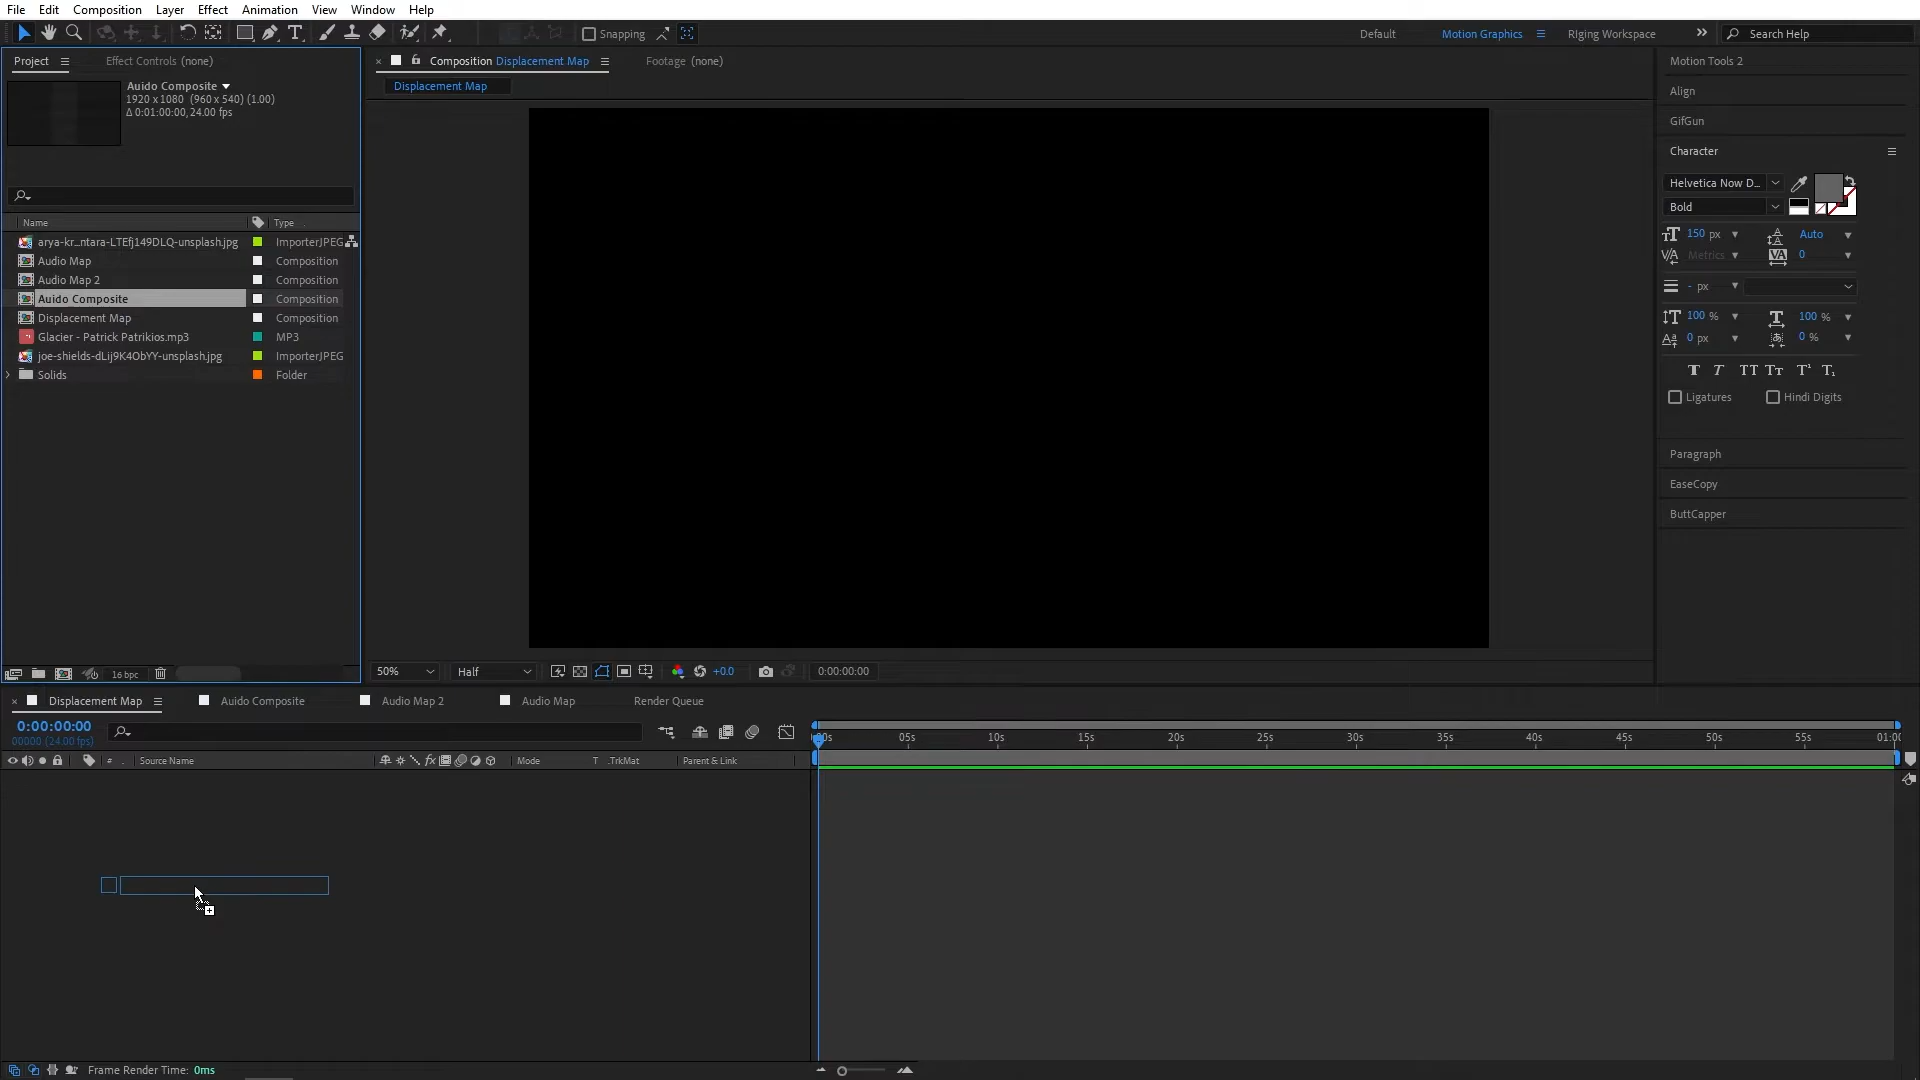 File Edit Composition Layer Effect Animation View Window Help
Snapping Default Motion Graphics Riging Workspace Search Help
Project Effect Controls (none) Composition Displacement Map Footage (none) Motion Tools 2
Auido Composite
1920 x 1080 (960 x 540) (1.00)
Δ 0:01:00:00, 24.00 fps
Displacement Map
Align
GifGun
Character
Helvetica Now D...
Bold
150 px Auto
Metrics 0
- px
100 % 100 %
0 px 0 %
Ligatures Hindi Digits
Paragraph
EaseCopy
ButtCapper
Name Type
arya-kr...ntara-LTEfj149DLQ-unsplash.jpg ImporterJPEG
Audio Map Composition
Audio Map 2 Composition
Auido Composite Composition
Displacement Map Composition
Glacier - Patrick Patrikios.mp3 MP3
joe-shields-dLij9K4ObYY-unsplash.jpg ImporterJPEG
Solids Folder
16 bpc
50% Half +0.0 0:00:00:00
Displacement Map Auido Composite Audio Map 2 Audio Map Render Queue
0:00:00:00
00000 (24.00 fps)
00s 05s 10s 15s 20s 25s 30s 35s 40s 45s 50s 55s 01:00
# Source Name fx Mode T .TrkMat Parent & Link
Frame Render Time: 0ms